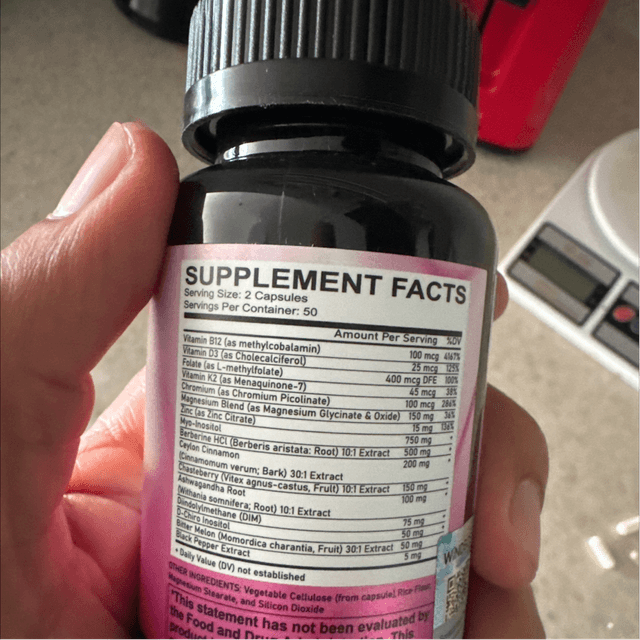 SUPPLEMENT FACTS
Serving Size: 2 Capsules
Servings Per Container: 50
Amount Per Serving %DV
Vitamin B12 (as methylcobalamin) 100 mcg 4167%
Vitamin D3 (as Cholecalciferol) 25 mcg 125%
Folate (as L-methylfolate) 400 mcg DFE 100%
Vitamin K2 (as Menaquinone-7) 45 mcg 38%
Chromium (as Chromium Picolinate) 100 mcg 286%
Magnesium Blend (as Magnesium Glycinate & Oxide) 150 mg 36%
Zinc (as Zinc Citrate) 15 mg 136%
Myo-Inositol 750 mg *
Berberine HCl (Berberis aristata: Root) 10:1 Extract 500 mg *
Ceylon Cinnamon 200 mg *
(Cinnamomum verum; Bark) 30:1 Extract
Chasteberry (Vitex agnus-castus, Fruit) 10:1 Extract 150 mg *
Ashwagandha Root 100 mg *
(Withania somnifera; Root) 10:1 Extract
Diindolylmethane (DIM) 75 mg *
D-Chiro Inositol 50 mg *
Bitter Melon (Momordica charantia, Fruit) 30:1 Extract 50 mg *
Black Pepper Extract 5 mg *
* Daily Value (DV) not established
OTHER INGREDIENTS: Vegetable Cellulose (from capsule), Rice Flour,
Magnesium Stearate, and Silicon Dioxide
*This statement has not been evaluated by
the Food and Drug This